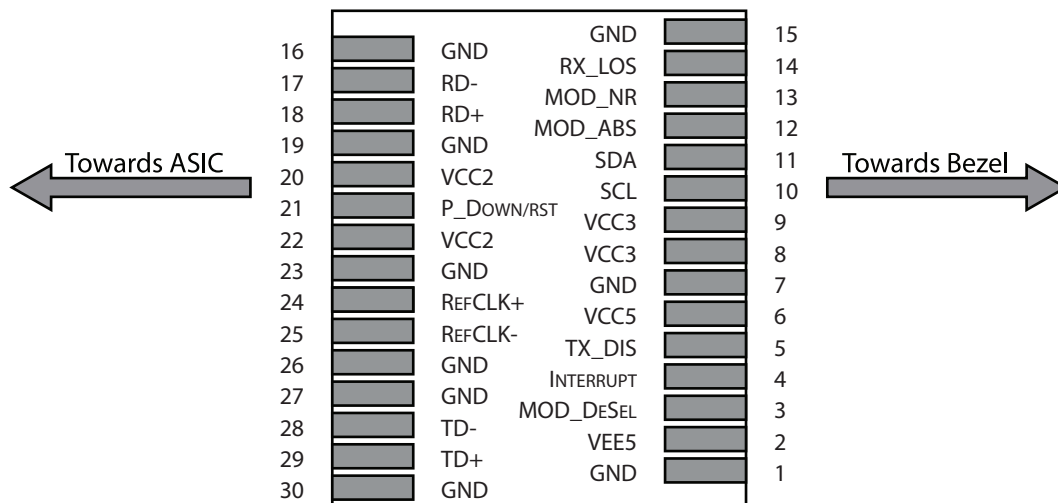 GND 15
16 GND
RX_LOS 14
17 RD-
MOD_NR 13
18 RD+
MOD_ABS 12
19 GND
Towards ASIC
SDA 11
Towards Bezel
20 VCC2
SCL 10
21 P_DOWN/RST
VCC3 9
22 VCC2
VCC3 8
23 GND
GND 7
24 REFCLK+
VCC5 6
25 REFCLK-
TX_DIS 5
26 GND
INTERRUPT 4
27 GND
MOD_DESEL 3
28 TD-
VEE5 2
29 TD+
GND 1
30 GND